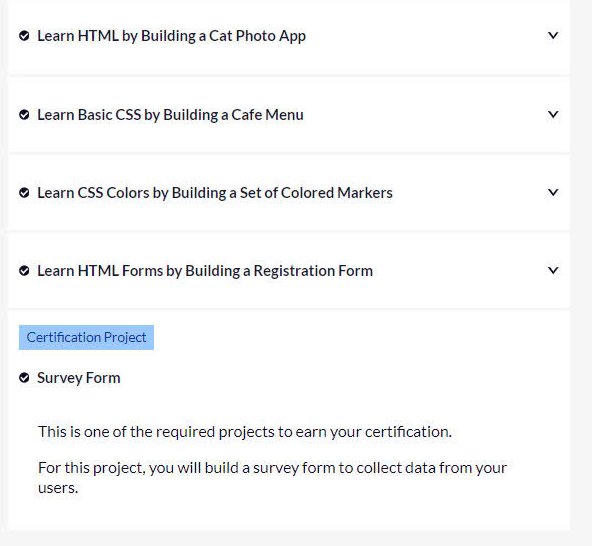 Learn HTML by Building a Cat Photo App
Learn Basic CSS by Building a Cafe Menu
Learn CSS Colors by Building a Set of Colored Markers
Learn HTML Forms by Building a Registration Form
Certification Project
Survey Form
This is one of the required projects to earn your certification.
For this project, you will build a survey form to collect data from your
users.